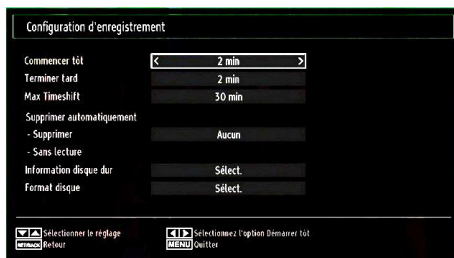 Configuration d'enregistrement
Commencer tôt < 2 min >
Terminer tard 2 min
Max Timeshift 30 min
Supprimer automatiquement
- Supprimer Aucun
- Sans lecture
Information disque dur Sélect.
Format disque Sélect.
Sélectionner le réglage Sélectionnez l'option Démarrer tôt
Retour MENU Quitter